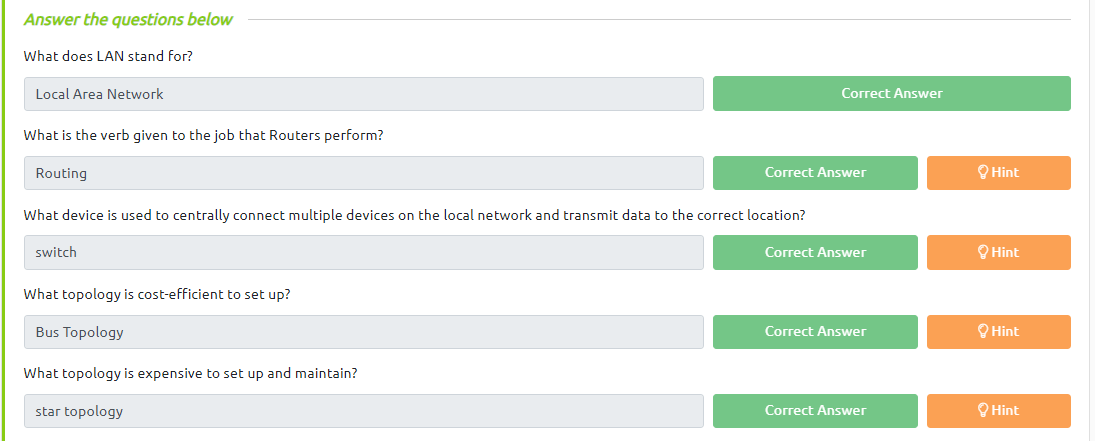 Answer the questions below
What does LAN stand for?
Local Area Network
Correct Answer
What is the verb given to the job that Routers perform?
Routing
Correct Answer
Hint
What device is used to centrally connect multiple devices on the local network and transmit data to the correct location?
switch
Correct Answer
Hint
What topology is cost-efficient to set up?
Bus Topology
Correct Answer
Hint
What topology is expensive to set up and maintain?
star topology
Correct Answer
Hint